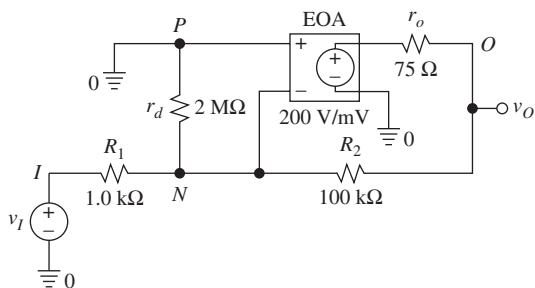 P
EOA
r_o
O
+
+
−
−
0
75 Ω
r_d
2 MΩ
200 V/mV
0
v_O
R_1
R_2
I
1.0 kΩ
N
100 kΩ
v_I
+
−
0